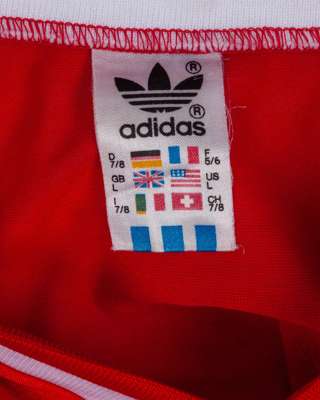 ®
®
adidas
D 7/8 F 5/6
GB L US L
I 7/8 CH 7/8